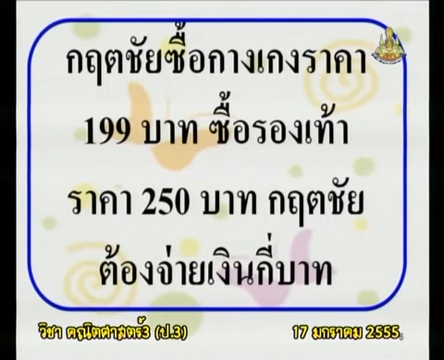 กฤตชัยซื้อกางเกงราคา
199 บาท ซื้อรองเท้า
ราคา 250 บาท กฤตชัย
ต้องจ่ายเงินกี่บาท
วิชา คณิตศาสตร์3 (ป.3) 17 มกราคม 2555